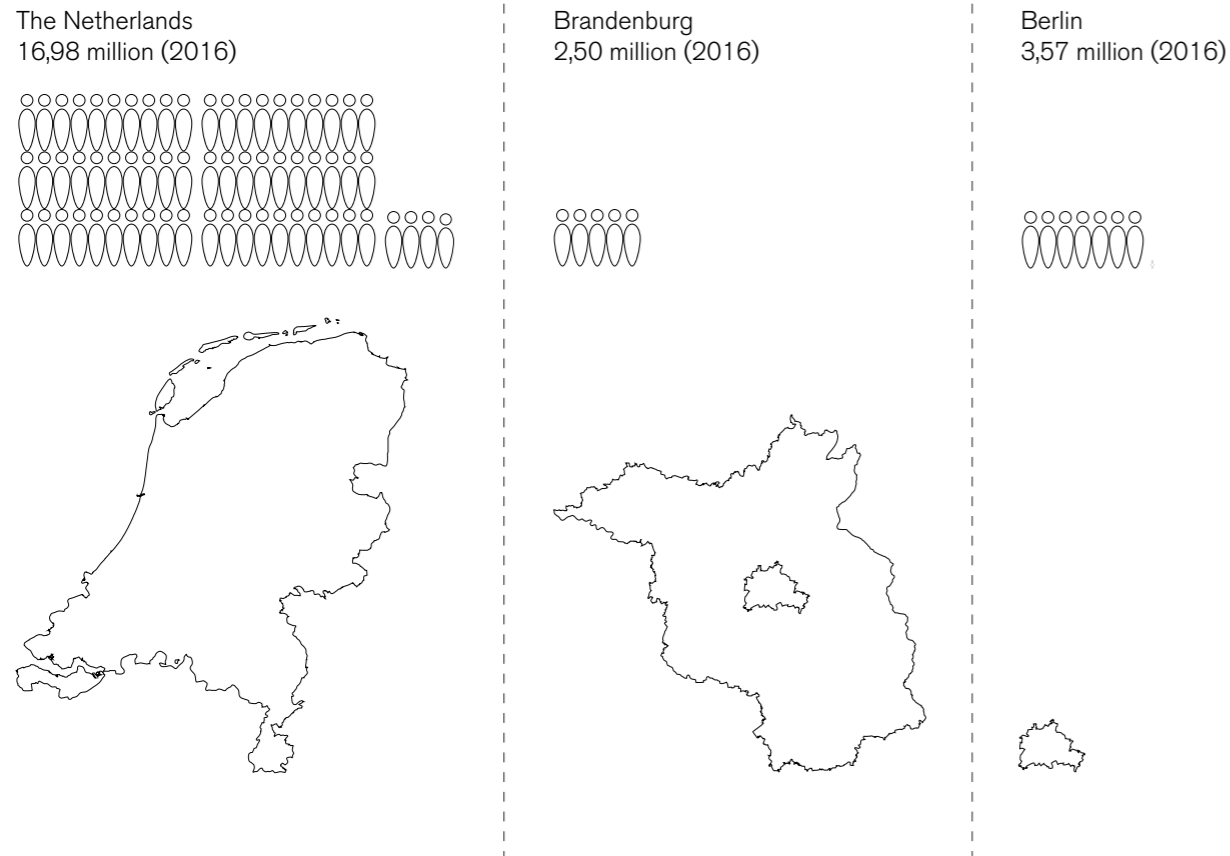 The Netherlands
16,98 million (2016)
Brandenburg
2,50 million (2016)
Berlin
3,57 million (2016)